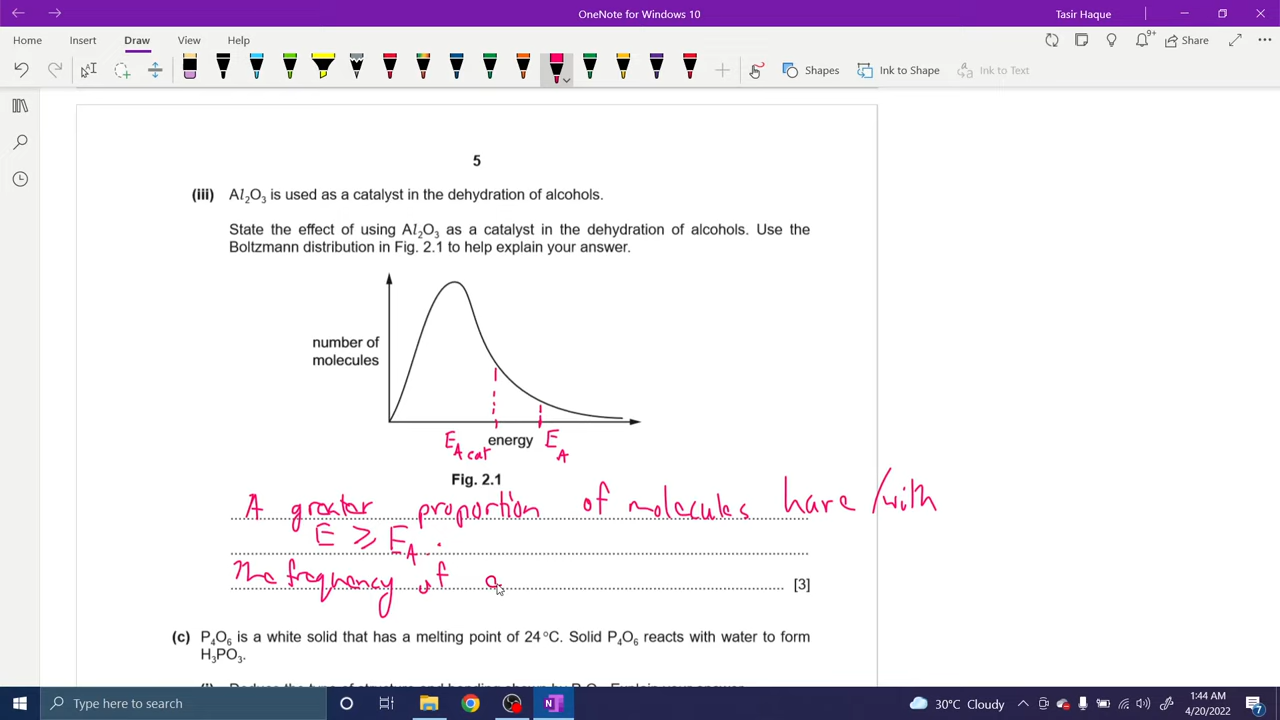 OneNote for Windows 10
Tasir Haque
Home Insert Draw View Help
9+
Share
Shapes
Ink to Shape
Ink to Text
5
(iii) Al2O3 is used as a catalyst in the dehydration of alcohols.
State the effect of using Al2O3 as a catalyst in the dehydration of alcohols. Use the
Boltzmann distribution in Fig. 2.1 to help explain your answer.
number of
molecules
energy
EA cat
EA
Fig. 2.1
A greater proportion of molecules have /with
E ⩾ EA.
The frequency of
[3]
(c) P4O6 is a white solid that has a melting point of 24 °C. Solid P4O6 reacts with water to form
H3PO3.
Type here to search
30°C Cloudy
1:44 AM
4/20/2022
7